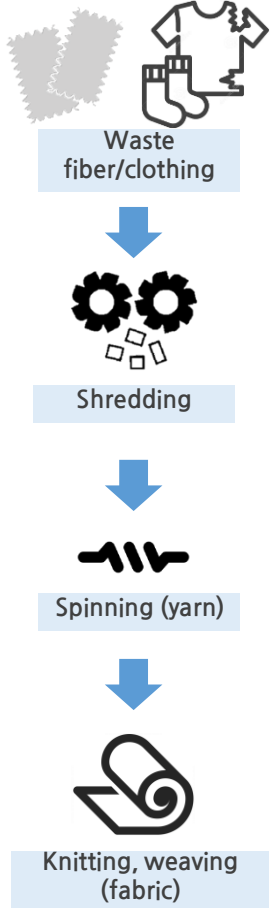 Waste
fiber/clothing
Shredding
Spinning (yarn)
Knitting, weaving
(fabric)